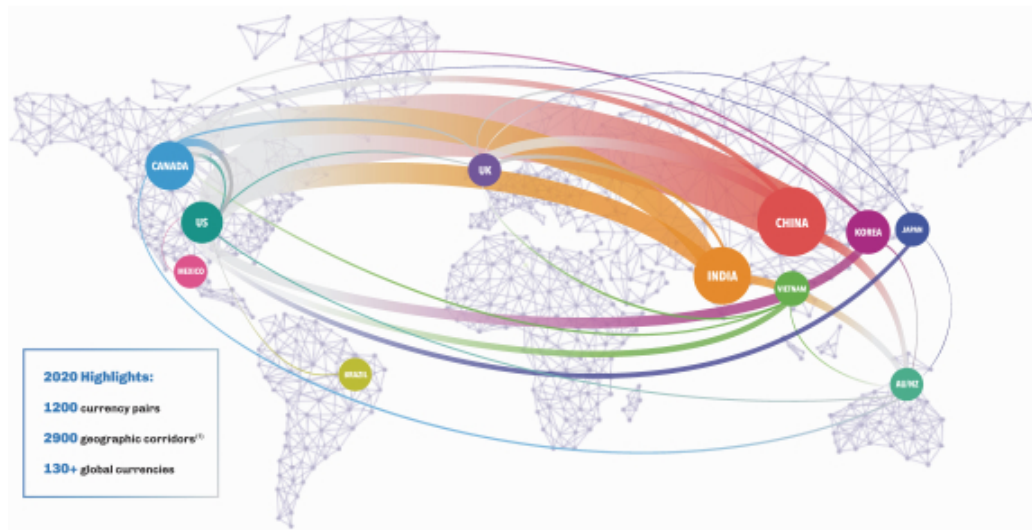 CANADA
UK
US
CHINA
KOREA
JAPAN
MEXICO
INDIA
VIETNAM
BRAZIL
AU/NZ
2020 Highlights:
1200 currency pairs
2900 geographic corridors⁽¹⁾
130+ global currencies